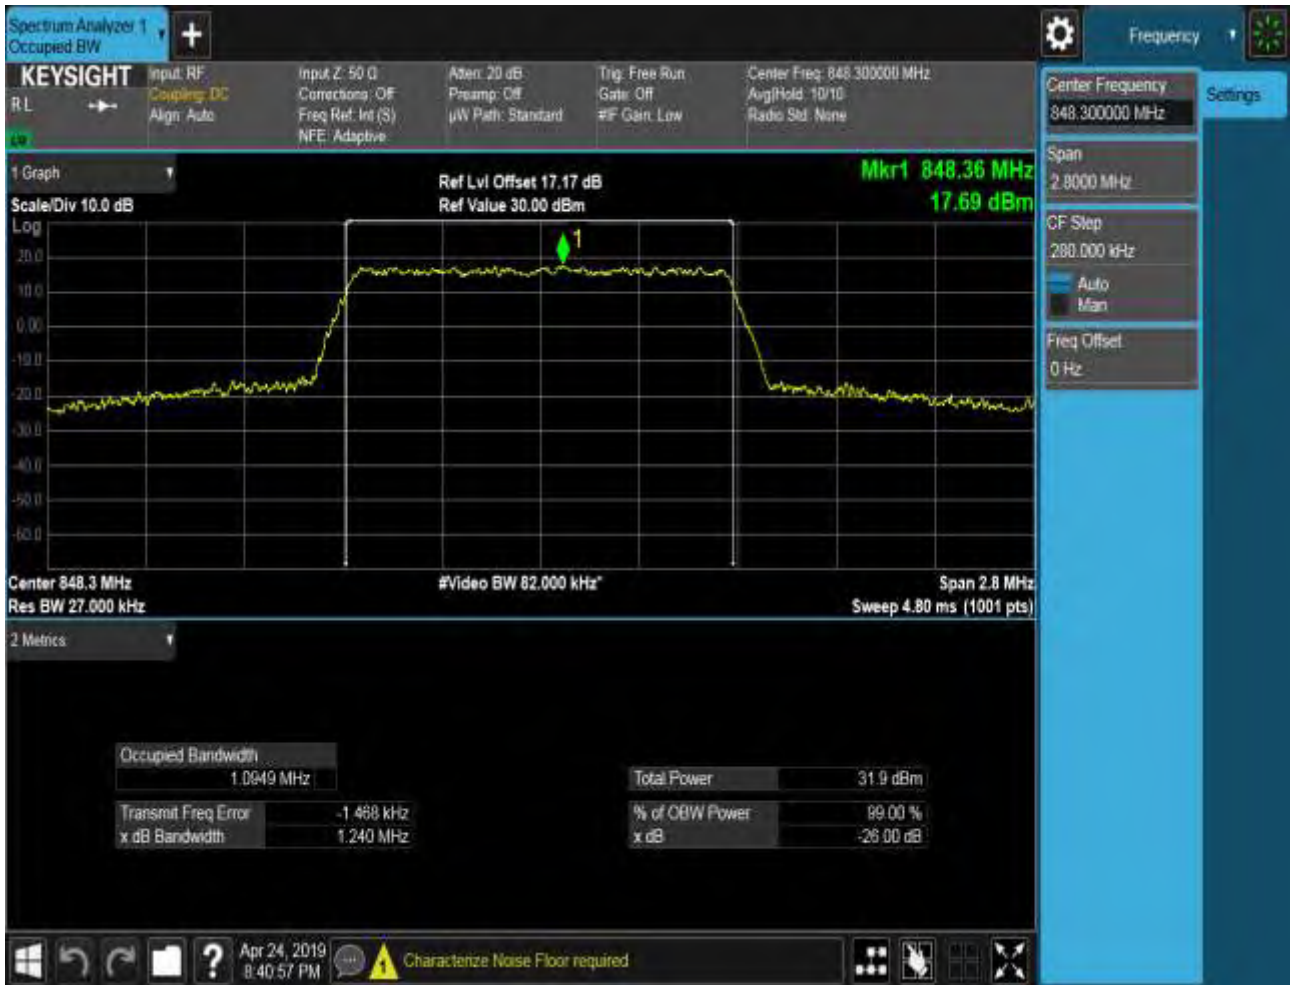 Spectrum Analyzer 1
Occupied BW
Frequency
KEYSIGHT
RL
Input: RF
Coupling: DC
Align: Auto
Input Z: 50 Ω
Corrections: Off
Freq Ref: Int (S)
NFE: Adaptive
Atten: 20 dB
Preamp: Off
µW Path: Standard
Trig: Free Run
Gate: Off
#IF Gain: Low
Center Freq: 848.300000 MHz
Avg|Hold: 10/10
Radio Std: None
Center Frequency
848.300000 MHz
Settings
Span
2.8000 MHz
CF Step
280.000 kHz
Auto
Man
Freq Offset
0 Hz
1 Graph
Scale/Div 10.0 dB
Ref Lvl Offset 17.17 dB
Ref Value 30.00 dBm
Mkr1 848.36 MHz
17.69 dBm
Log
1
20.0
10.0
0.00
-10.0
-20.0
-30.0
-40.0
-50.0
-60.0
Center 848.3 MHz
#Video BW 82.000 kHz*
Span 2.8 MHz
Res BW 27.000 kHz
Sweep 4.80 ms (1001 pts)
2 Metrics
Occupied Bandwidth
1.0949 MHz
Total Power 31.9 dBm
Transmit Freq Error -1.468 kHz
% of OBW Power 99.00 %
x dB Bandwidth 1.240 MHz
x dB -26.00 dB
?
Apr 24, 2019
8:40:57 PM
1
Characterize Noise Floor required